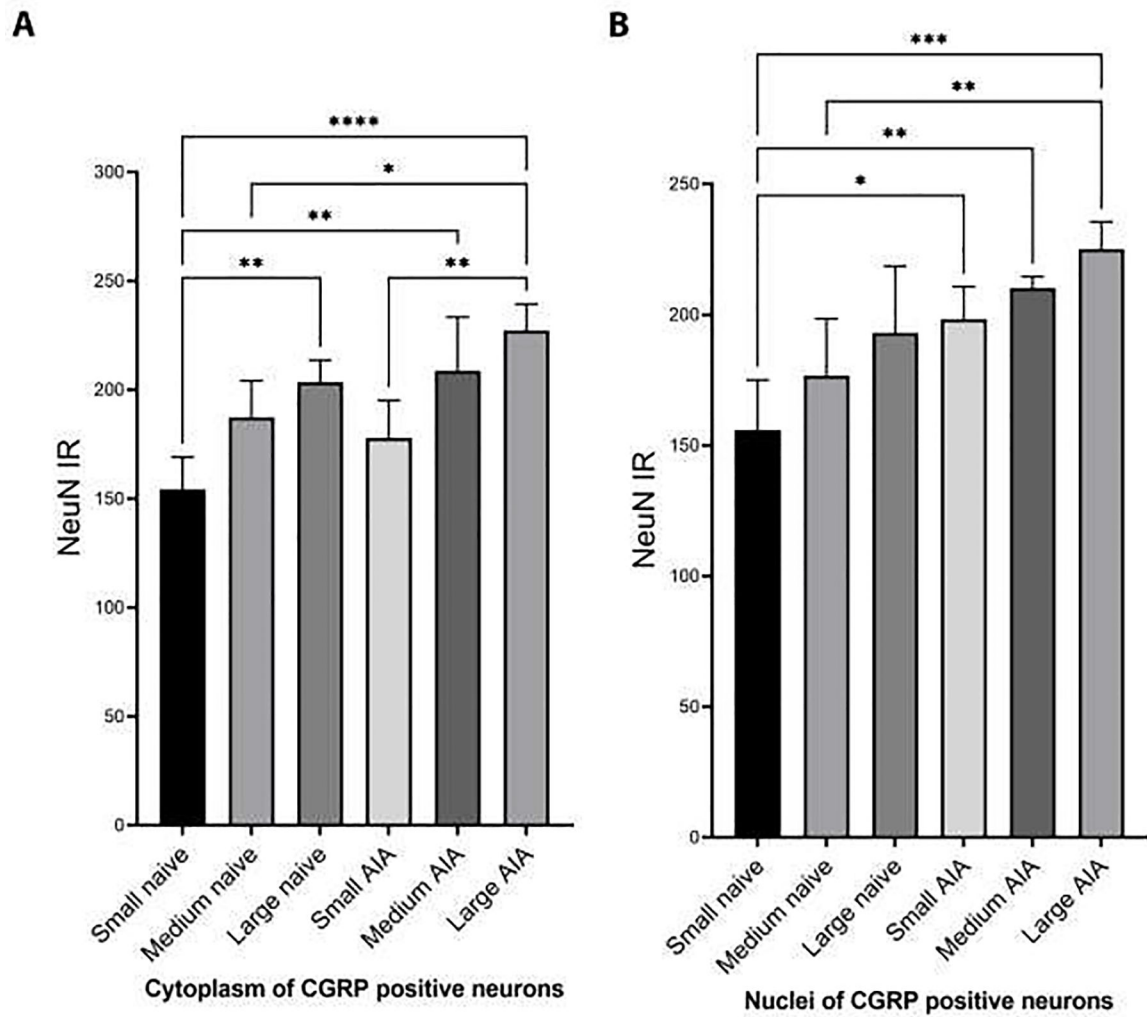 A
****
*
**
**
**
300
250
200
150
100
50
0
NeuN IR
Small naive
Medium naive
Large naive
Small AIA
Medium AIA
Large AIA
Cytoplasm of CGRP positive neurons
B
***
**
**
*
250
200
150
100
50
0
NeuN IR
Small naive
Medium naive
Large naive
Small AIA
Medium AIA
Large AIA
Nuclei of CGRP positive neurons